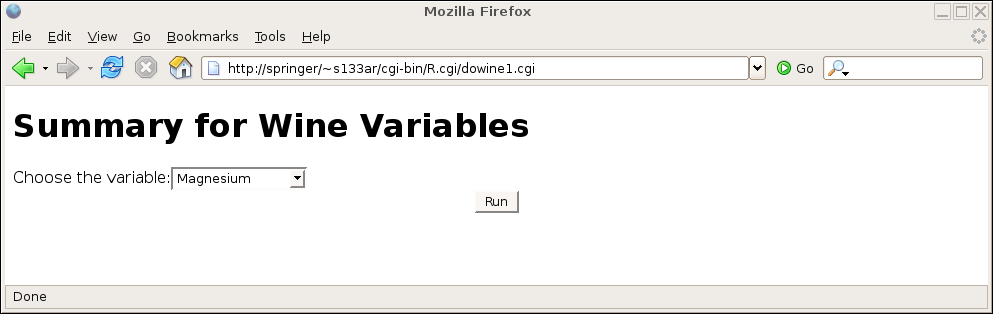 Mozilla Firefox
File Edit View Go Bookmarks Tools Help
http://springer/~s133ar/cgi-bin/R.cgi/dowine1.cgi Go
Summary for Wine Variables
Choose the variable: Magnesium
Run
Done